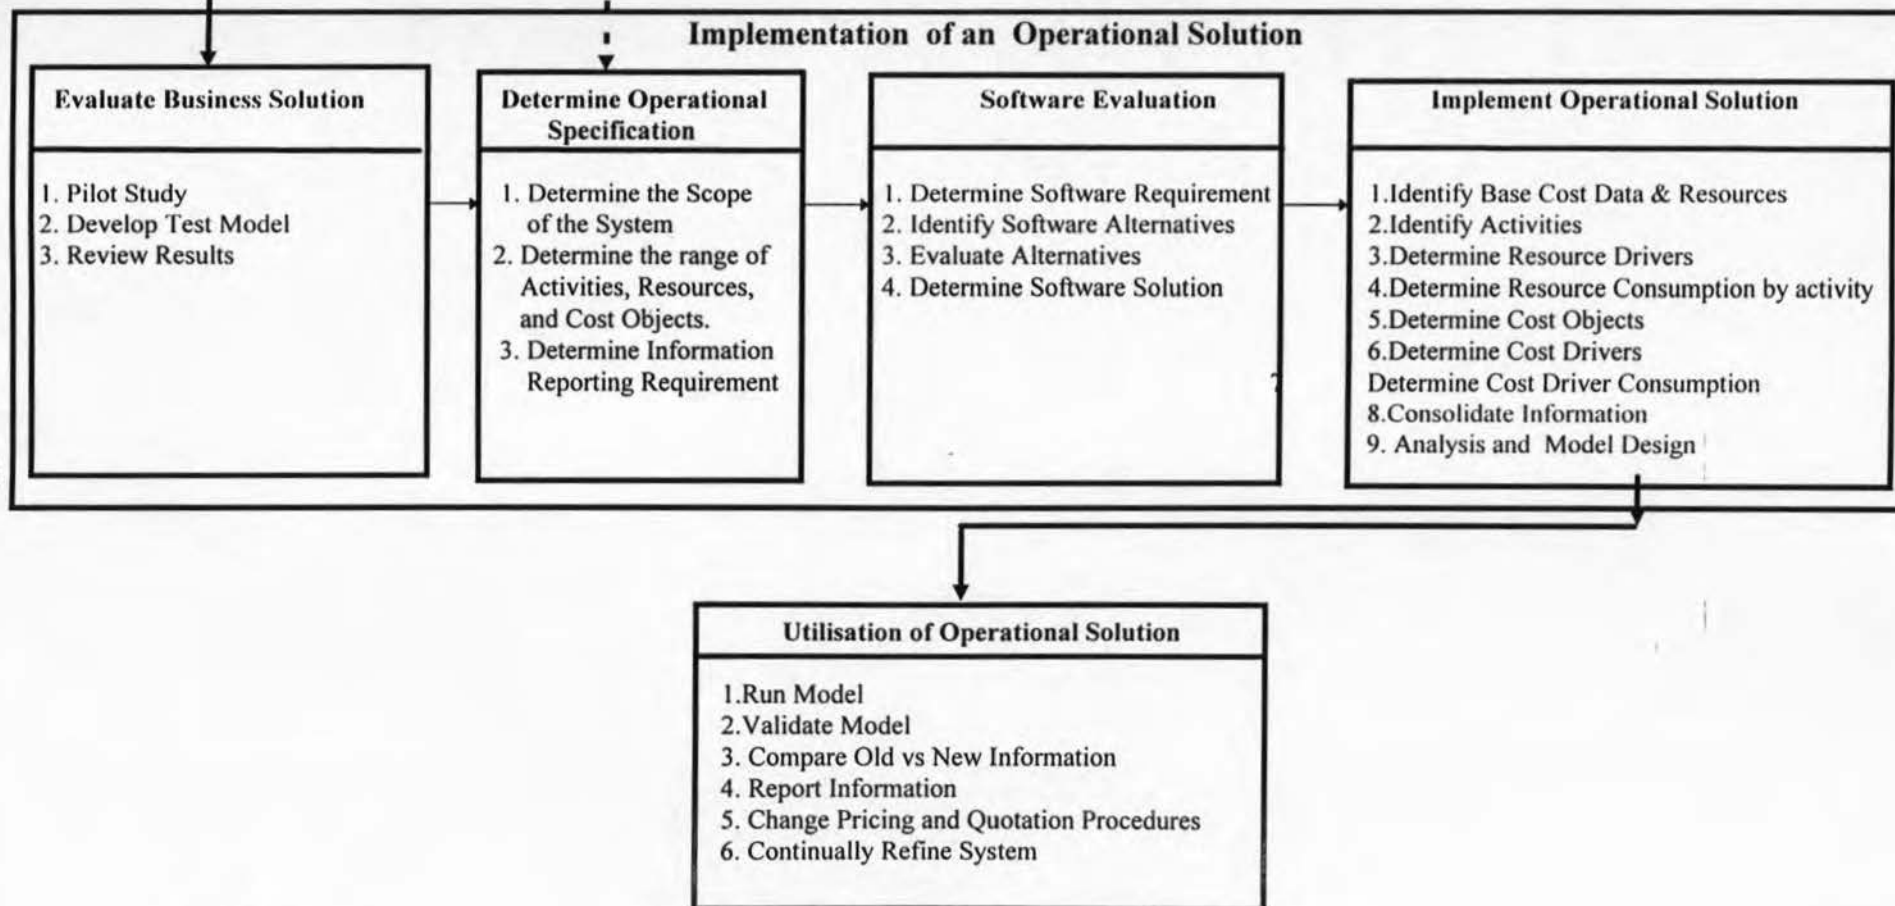 Implementation of an Operational Solution
Evaluate Business Solution
1. Pilot Study
2. Develop Test Model
3. Review Results
Determine Operational
Specification
1. Determine the Scope
of the System
2. Determine the range of
Activities, Resources,
and Cost Objects.
3. Determine Information
Reporting Requirement
Software Evaluation
1. Determine Software Requirement
2. Identify Software Alternatives
3. Evaluate Alternatives
4. Determine Software Solution
Implement Operational Solution
1.Identify Base Cost Data & Resources
2.Identify Activities
3.Determine Resource Drivers
4.Determine Resource Consumption by activity
5.Determine Cost Objects
6.Determine Cost Drivers
Determine Cost Driver Consumption
8.Consolidate Information
9. Analysis and Model Design
Utilisation of Operational Solution
1.Run Model
2.Validate Model
3. Compare Old vs New Information
4. Report Information
5. Change Pricing and Quotation Procedures
6. Continually Refine System